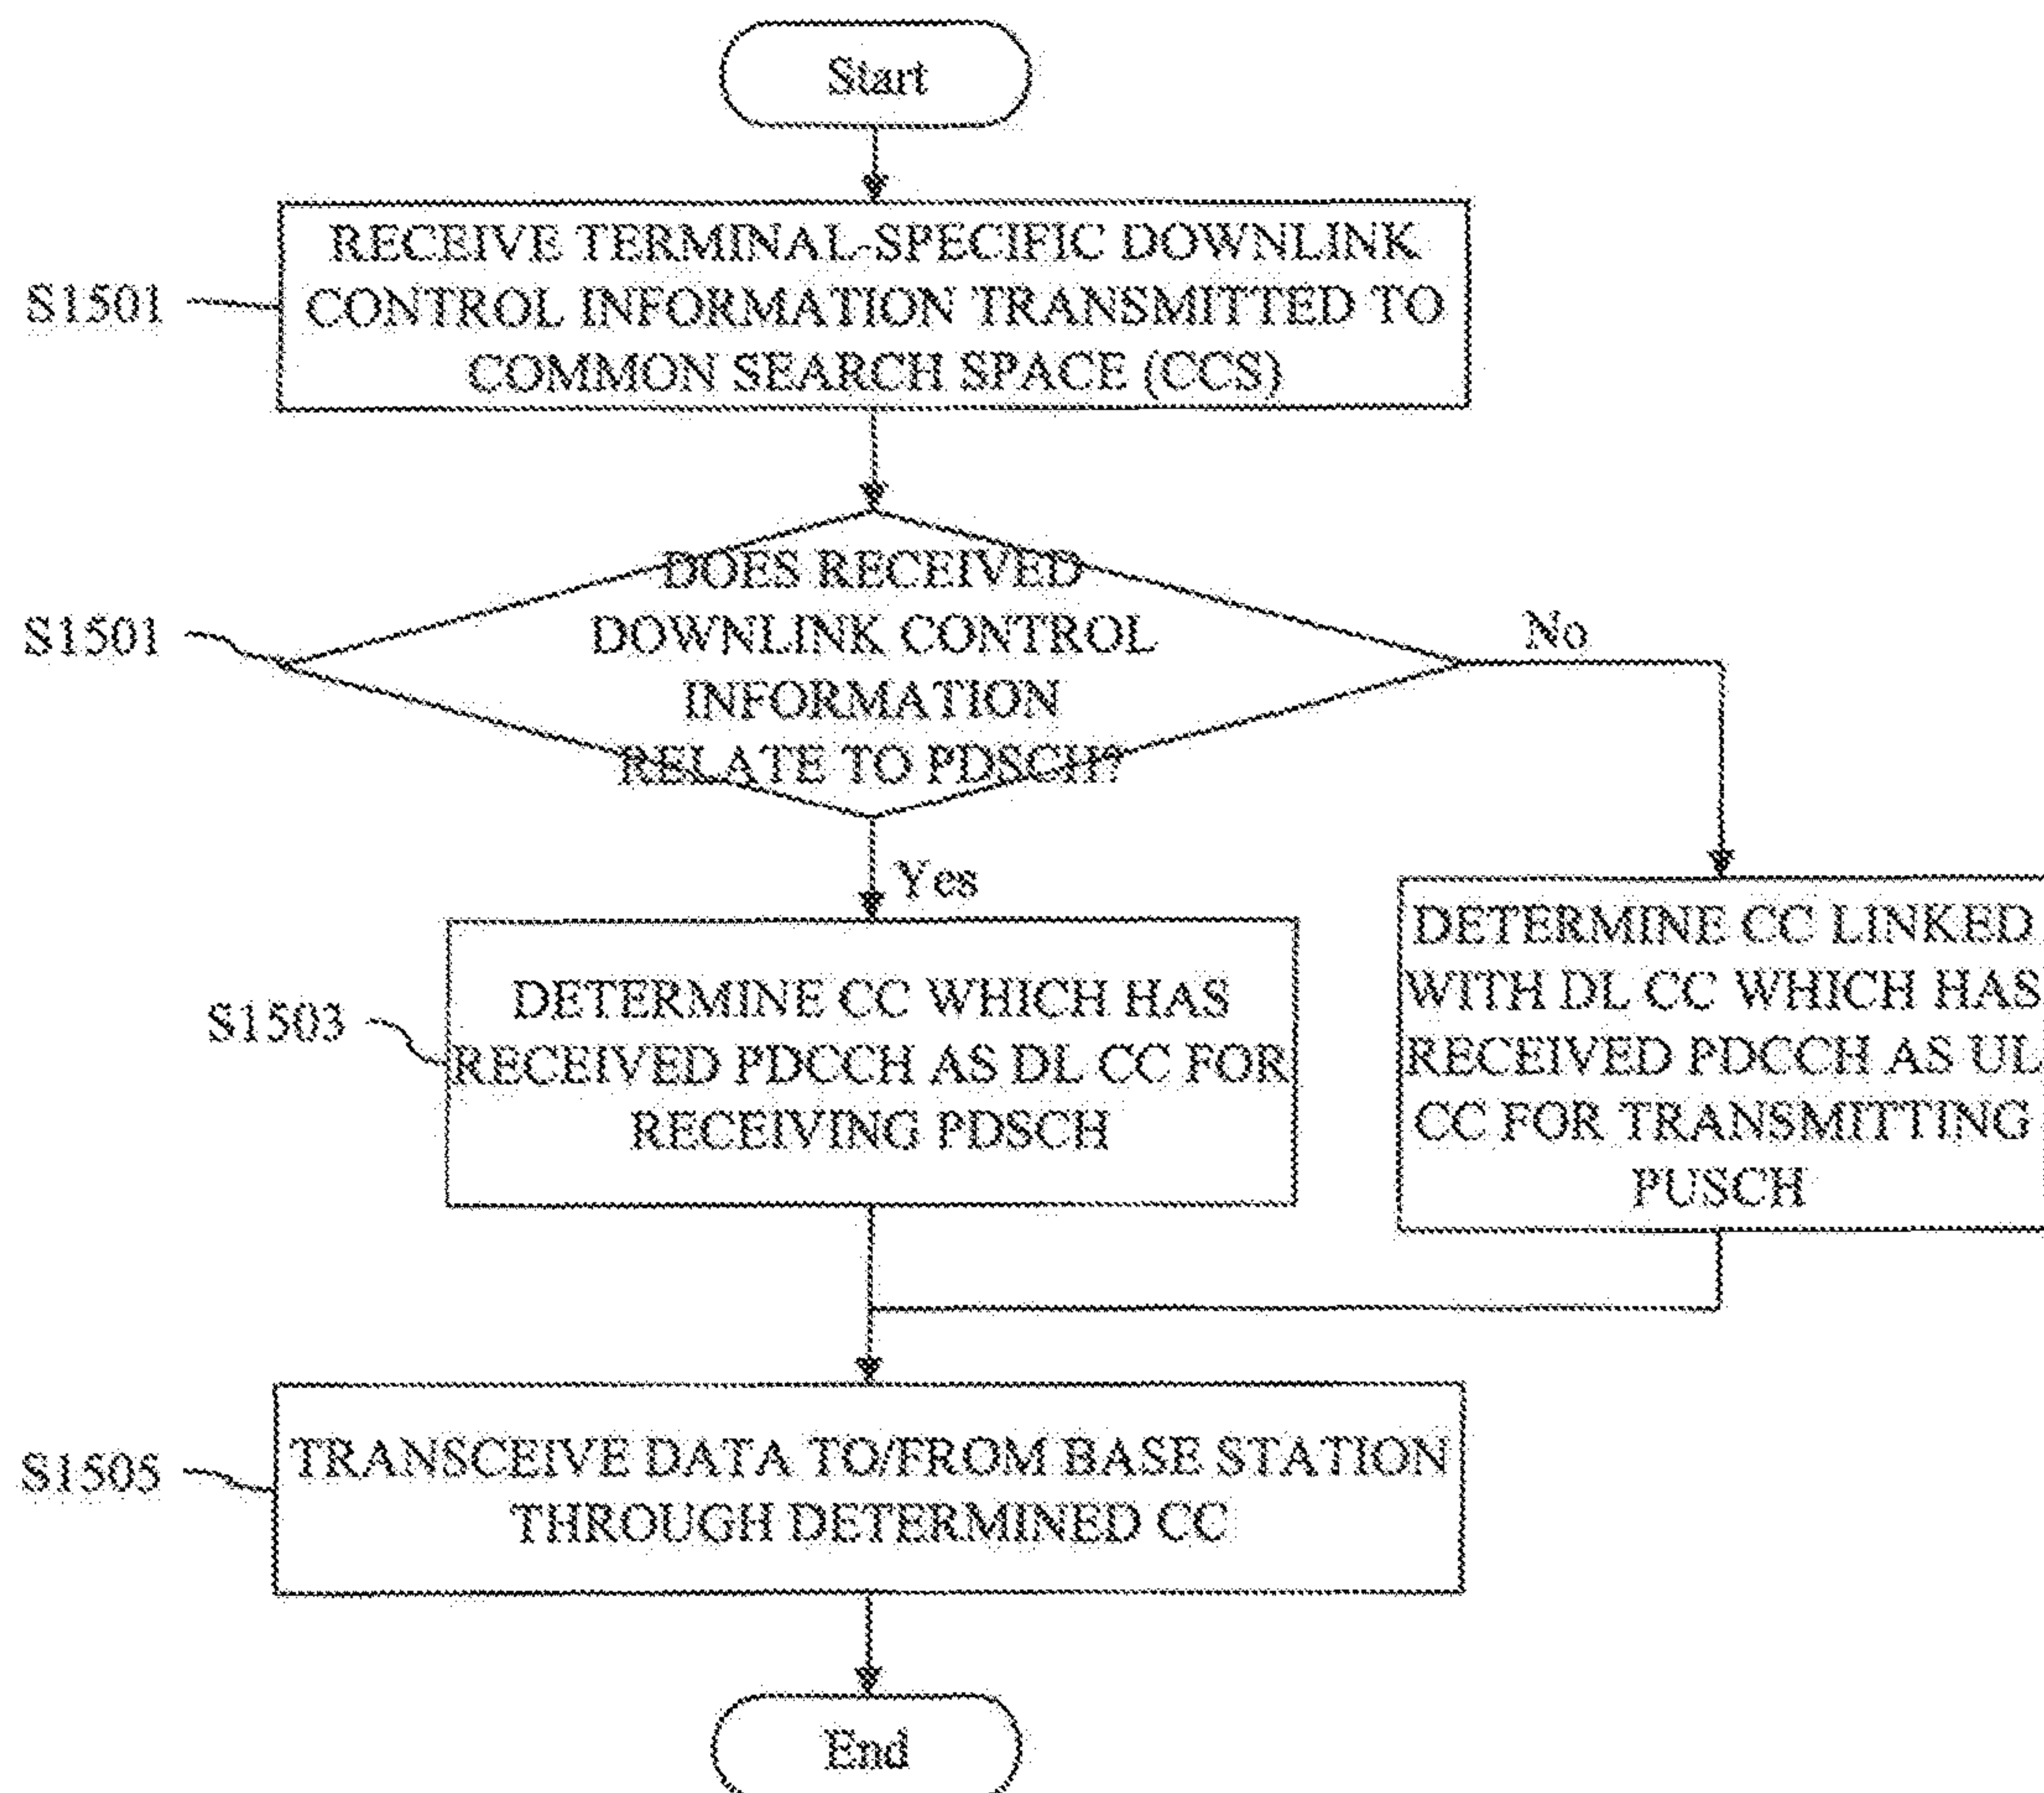 Start
S1501
RECEIVE TERMINAL-SPECIFIC DOWNLINK
CONTROL INFORMATION TRANSMITTED TO
COMMON SEARCH SPACE (CCS)
S1501
DOES RECEIVED
DOWNLINK CONTROL
INFORMATION
RELATE TO PDSCH?
No
Yes
S1503
DETERMINE CC WHICH HAS
RECEIVED PDCCH AS DL CC FOR
RECEIVING PDSCH
DETERMINE CC LINKED
WITH DL CC WHICH HAS
RECEIVED PDCCH AS UL
CC FOR TRANSMITTING
PUSCH
S1505
TRANSCEIVE DATA TO/FROM BASE STATION
THROUGH DETERMINED CC
End